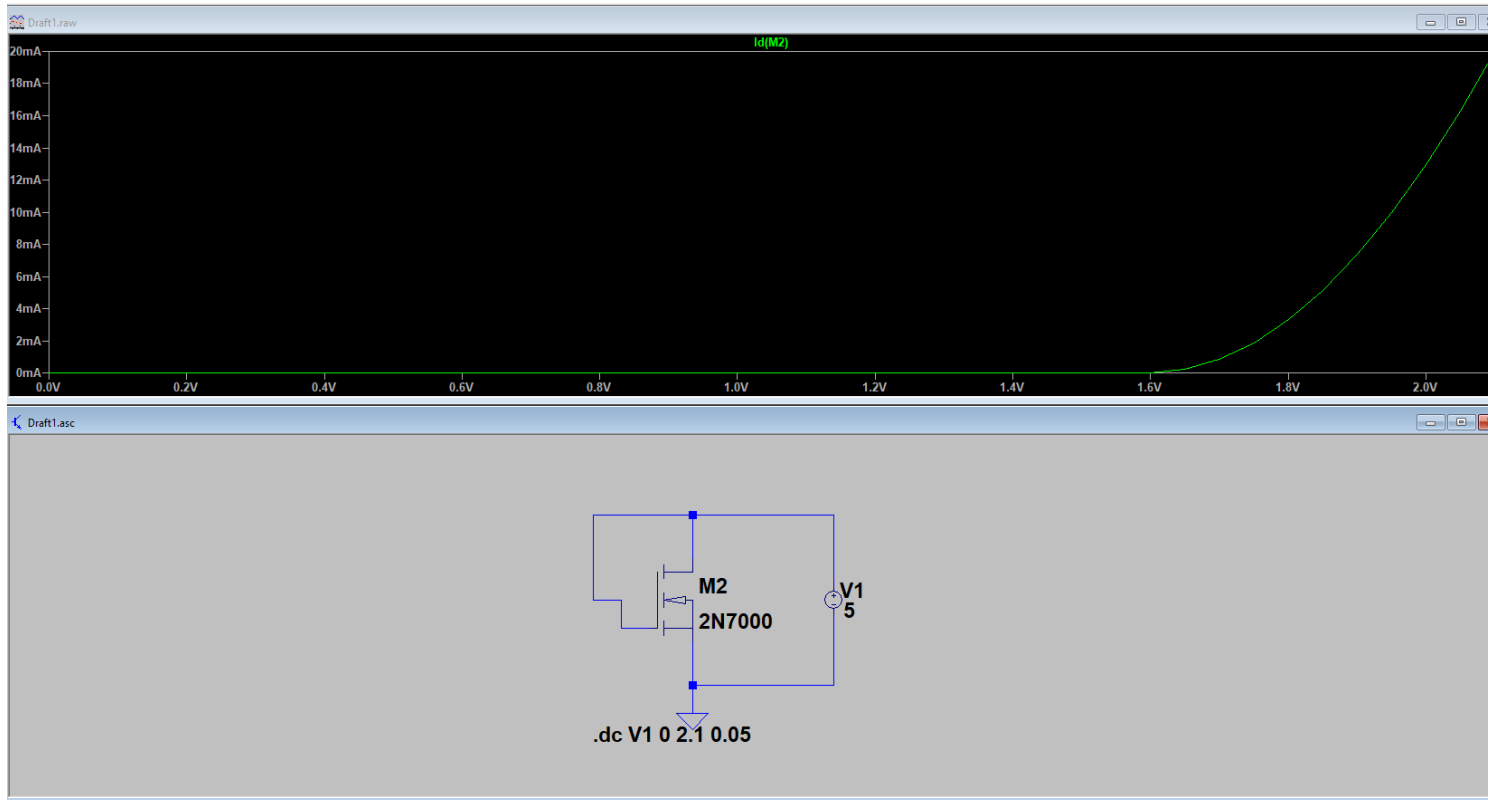 Draft1.raw
Id(M2)
20mA
18mA
16mA
14mA
12mA
10mA
8mA
6mA
4mA
2mA
0mA
0.0V 0.2V 0.4V 0.6V 0.8V 1.0V 1.2V 1.4V 1.6V 1.8V 2.0V
Draft1.asc
M2
2N7000
V1
5
.dc V1 0 2.1 0.05